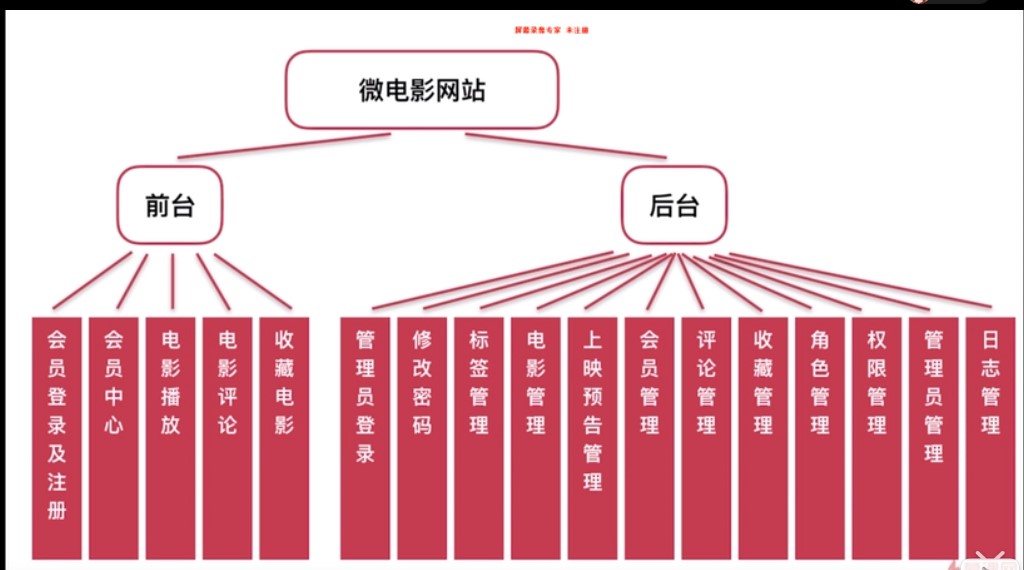 屏幕录像专家 未注册
微电影网站
前台
后台
会员登录及注册
会员中心
电影播放
电影评论
收藏电影
管理员登录
修改密码
标签管理
电影管理
上映预告管理
会员管理
评论管理
收藏管理
角色管理
权限管理
管理员管理
日志管理